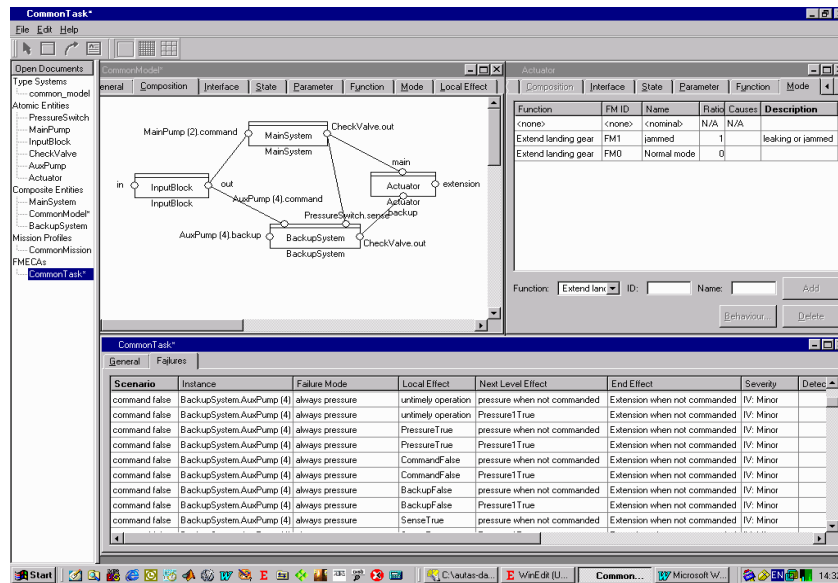 CommonTask*
File Edit Help
Open Documents
Type Systems
common_model
Atomic Entities
PressureSwitch
MainPump
InputBlock
CheckValve
AuxPump
Actuator
Composite Entities
MainSystem
CommonModel*
BackupSystem
Mission Profiles
CommonMission
FMECAs
CommonTask*
CommonModel*
eneral Composition Interface State Parameter Function Mode Local Effect
MainPump (2).command
CheckValve.out
MainSystem
MainSystem
main
in
InputBlock
InputBlock
out
Actuator
Actuator
extension
AuxPump (4).command
PressureSwitch.sense
backup
AuxPump (4).backup
BackupSystem
BackupSystem
CheckValve.out
Actuator
Composition Interface State Parameter Function Mode
Function FM ID Name Ratio Causes Description
<none> <none> <nominal> N/A N/A
Extend landing gear FM1 jammed 1 leaking or jammed
Extend landing gear FM0 Normal mode 0
Function: Extend lan ID: Name: Add
Behaviour... Delete
CommonTask*
General Failures
Scenario Instance Failure Mode Local Effect Next Level Effect End Effect Severity Detec
command false BackupSystem.AuxPump (4) always pressure untimely operation pressure when not commanded Extension when not commanded IV: Minor
command false BackupSystem.AuxPump (4) always pressure untimely operation Pressure1True Extension when not commanded IV: Minor
command false BackupSystem.AuxPump (4) always pressure PressureTrue pressure when not commanded Extension when not commanded IV: Minor
command false BackupSystem.AuxPump (4) always pressure PressureTrue Pressure1True Extension when not commanded IV: Minor
command false BackupSystem.AuxPump (4) always pressure CommandFalse pressure when not commanded Extension when not commanded IV: Minor
command false BackupSystem.AuxPump (4) always pressure CommandFalse Pressure1True Extension when not commanded IV: Minor
command false BackupSystem.AuxPump (4) always pressure BackupFalse pressure when not commanded Extension when not commanded IV: Minor
command false BackupSystem.AuxPump (4) always pressure BackupFalse Pressure1True Extension when not commanded IV: Minor
command false BackupSystem.AuxPump (4) always pressure SenseTrue pressure when not commanded Extension when not commanded IV: Minor
Start C:\autas-da... WinEdit (U... Common... Microsoft W... EN